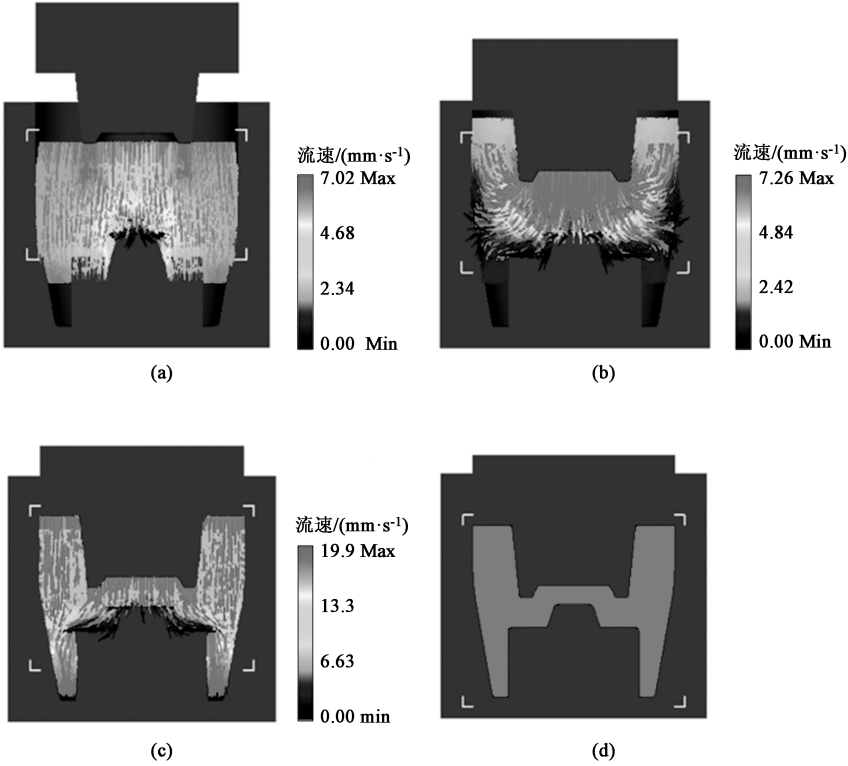 流速/(mm·s-1)
7.02 Max
4.68
2.34
0.00 Min
(a)
流速/(mm·s-1)
7.26 Max
4.84
2.42
0.00 Min
(b)
流速/(mm·s-1)
19.9 Max
13.3
6.63
0.00 min
(c)
(d)